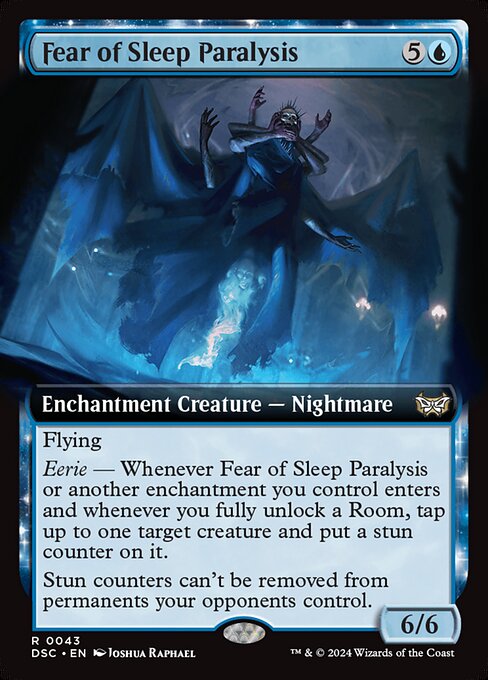 Fear of Sleep Paralysis 5
Enchantment Creature — Nightmare
Flying
Eerie — Whenever Fear of Sleep Paralysis
or another enchantment you control enters
and whenever you fully unlock a Room, tap
up to one target creature and put a stun
counter on it.
Stun counters can't be removed from
permanents your opponents control.
6/6
R 0043
DSC • EN Joshua Raphael
™ & © 2024 Wizards of the Coast